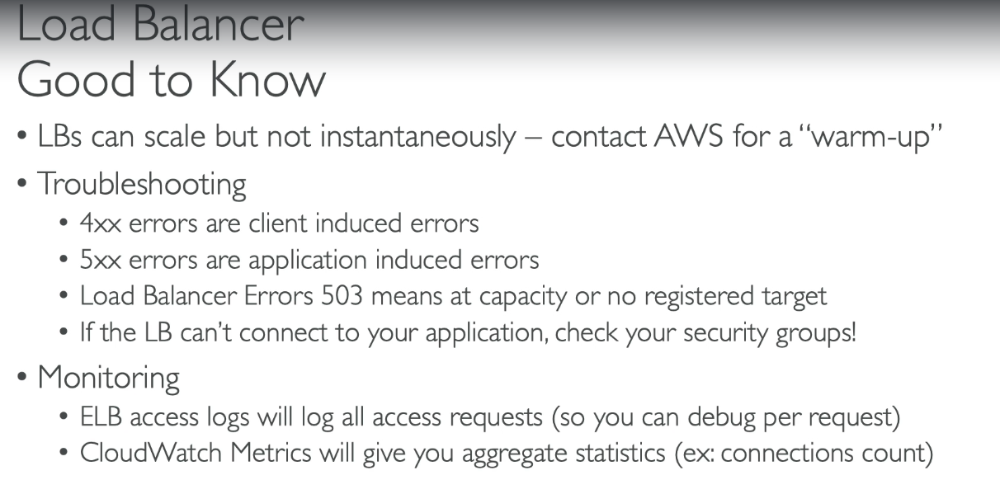 Load Balancer
Good to Know
• LBs can scale but not instantaneously – contact AWS for a “warm-up”
• Troubleshooting
• 4xx errors are client induced errors
• 5xx errors are application induced errors
• Load Balancer Errors 503 means at capacity or no registered target
• If the LB can’t connect to your application, check your security groups!
• Monitoring
• ELB access logs will log all access requests (so you can debug per request)
• CloudWatch Metrics will give you aggregate statistics (ex: connections count)